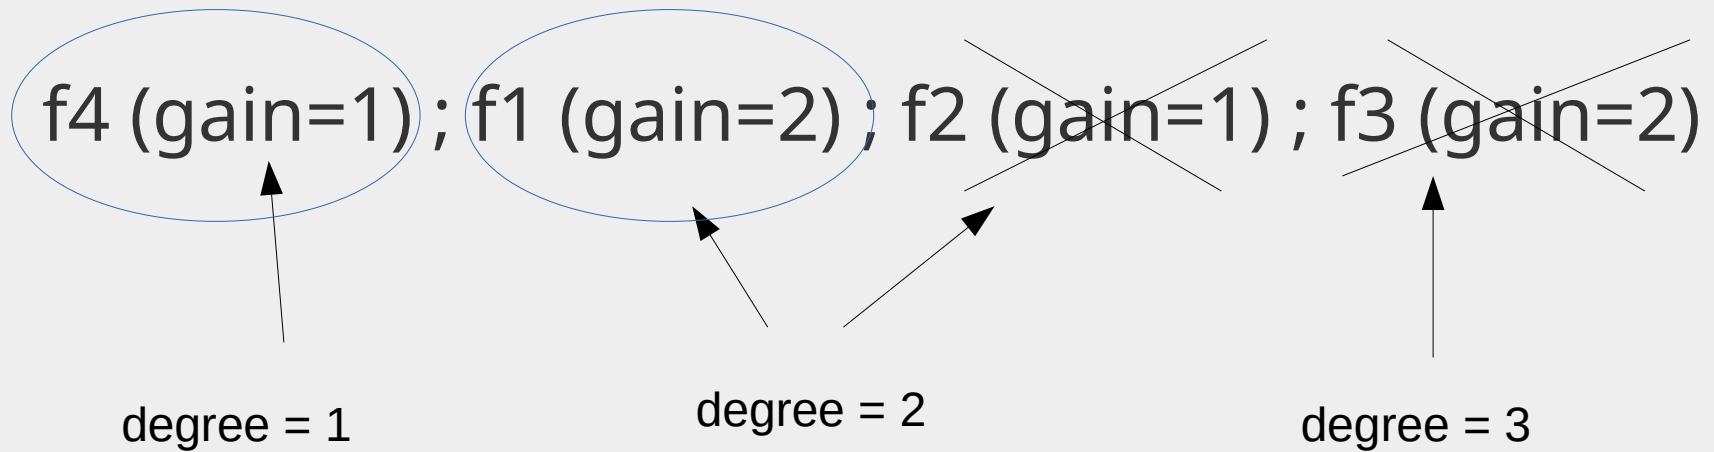 f4 (gain=1) ; f1 (gain=2) ; f2 (gain=1) ; f3 (gain=2)
degree = 1
degree = 2
degree = 3